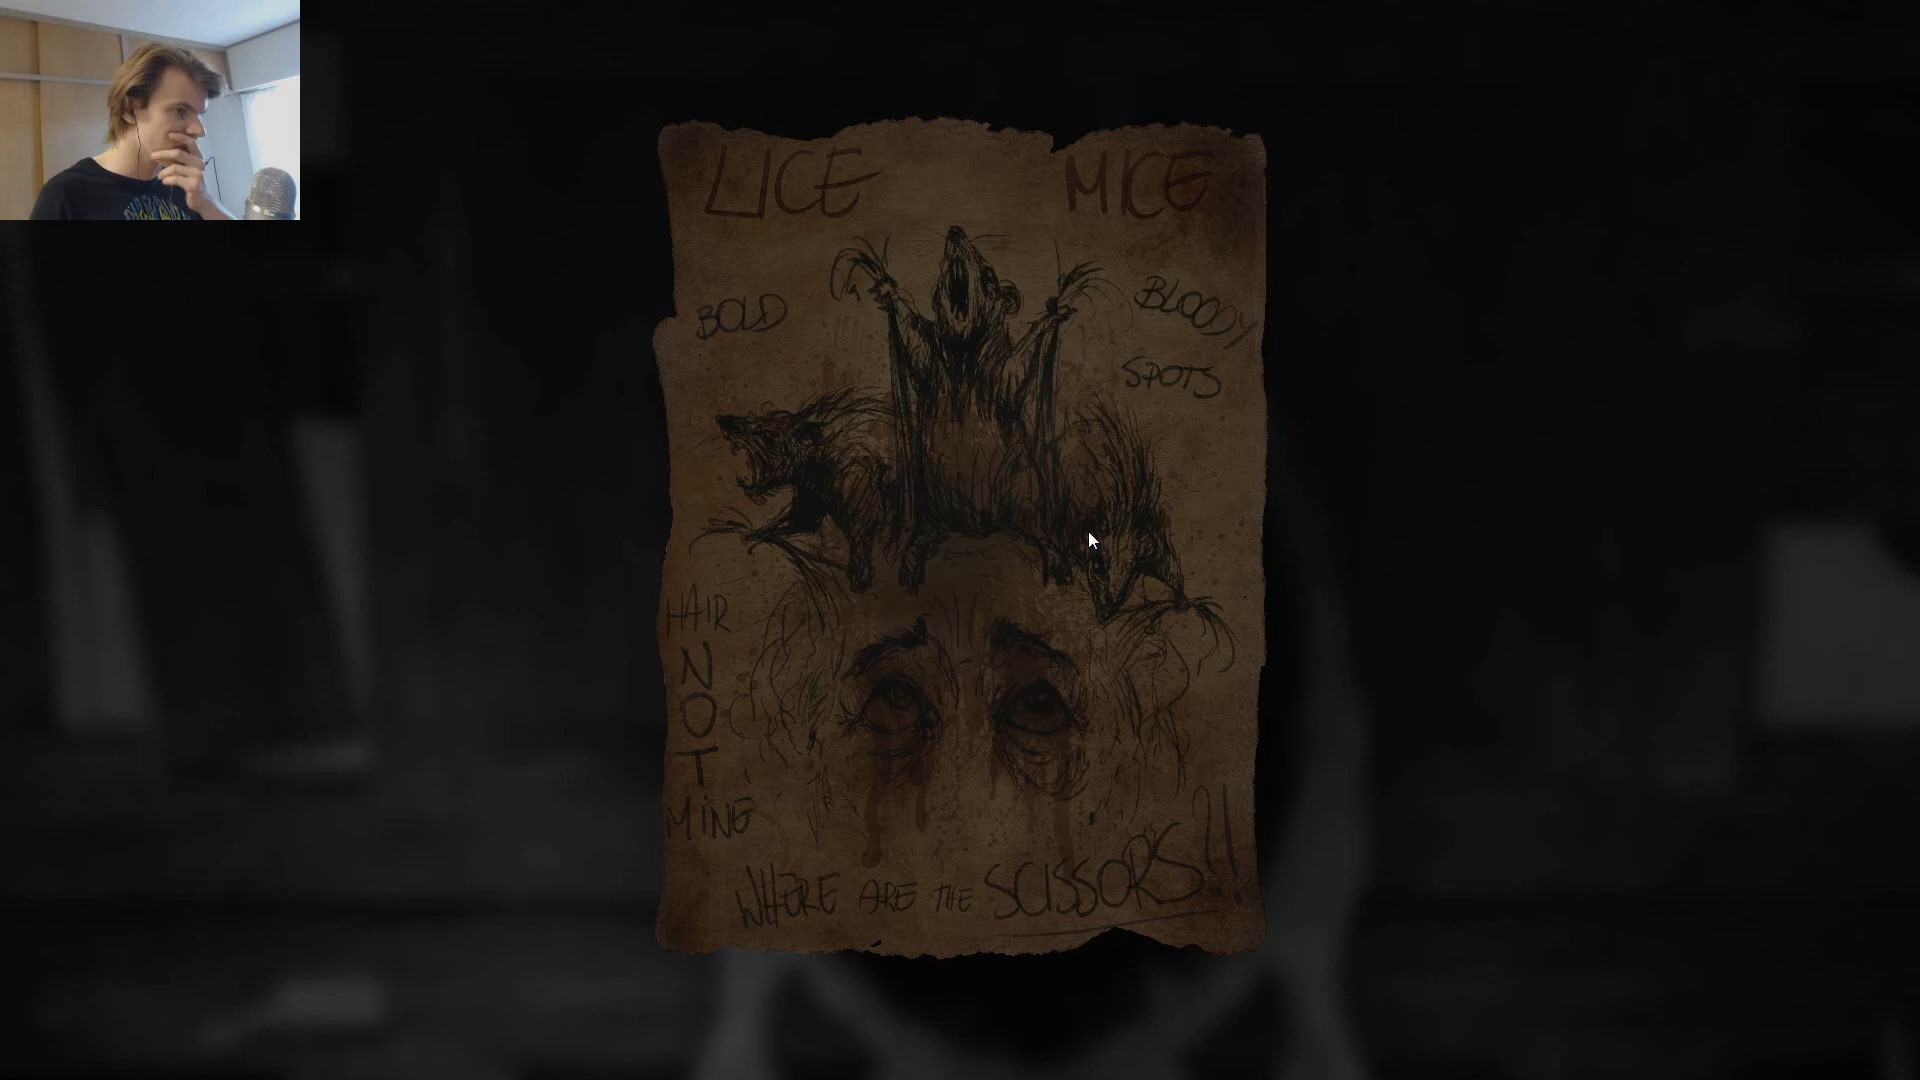 LICE MICE
BOLD
BLOODY
SPOTS
HAIR
NOT
MINE
WHERE ARE THE SCISSORS?!!